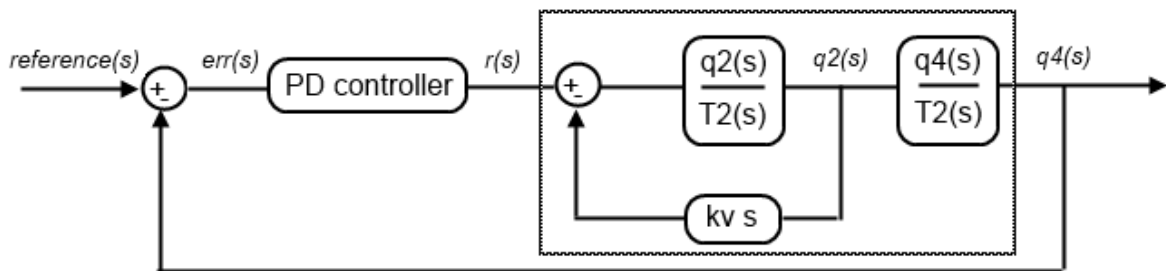 reference(s)
+
-
err(s)
PD controller
r(s)
+
-
q2(s)
T2(s)
q2(s)
q4(s)
T2(s)
q4(s)
kv s